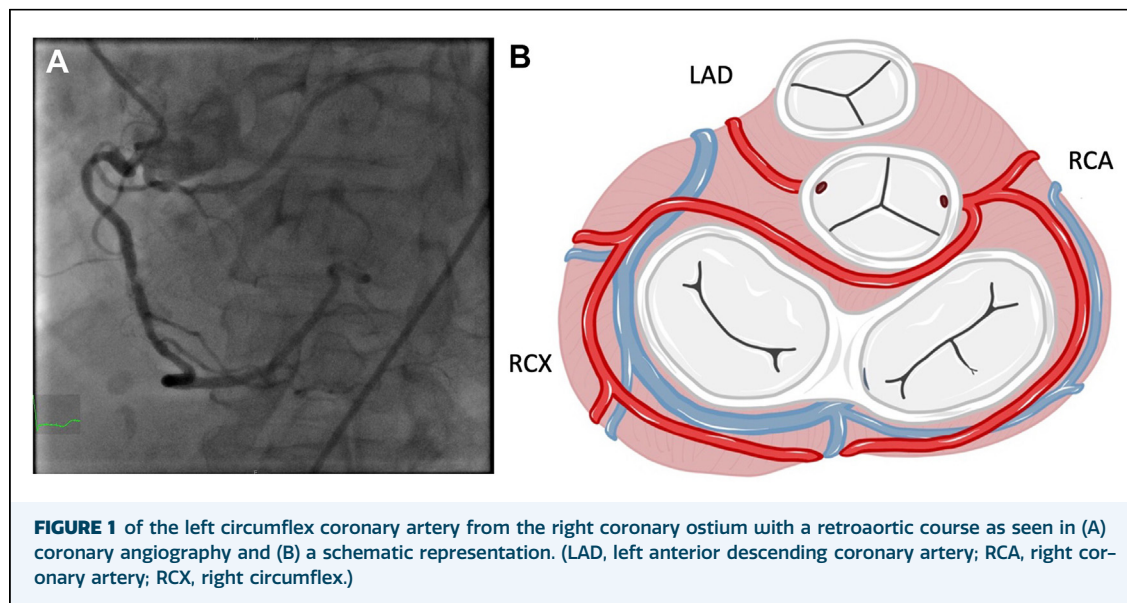 A
B
LAD
RCA
RCX
FIGURE 1 of the left circumflex coronary artery from the right coronary ostium with a retroaortic course as seen in (A)
coronary angiography and (B) a schematic representation. (LAD, left anterior descending coronary artery; RCA, right cor-
onary artery; RCX, right circumflex.)